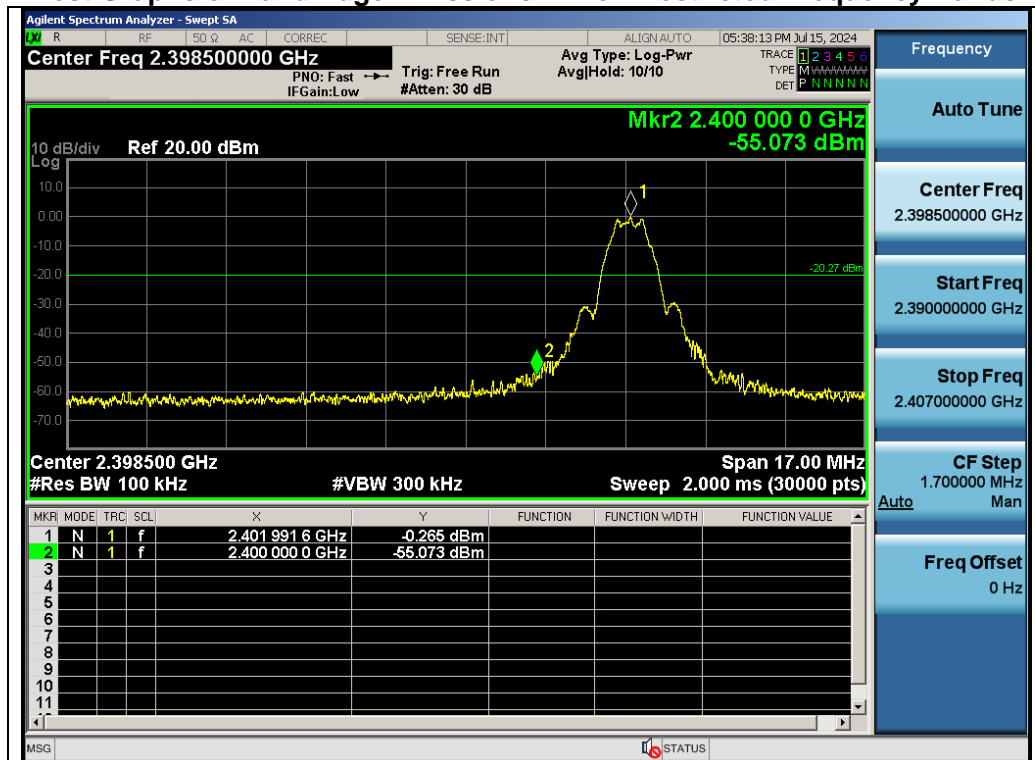 Agilent Spectrum Analyzer - Swept SA
LXI R RF 50 Ω AC CORREC SENSE:INT ALIGN AUTO 05:38:13 PM Jul 15, 2024
Center Freq 2.398500000 GHz
PNO: Fast
IFGain:Low
Trig: Free Run
#Atten: 30 dB
Avg Type: Log-Pwr
Avg|Hold: 10/10
TRACE 1 2 3 4 5 6
TYPE M WWWWW
DET P N N N N N
Mkr2 2.400 000 0 GHz
-55.073 dBm
10 dB/div Ref 20.00 dBm
Log
10.0
0.00
-10.0
-20.0
-30.0
-40.0
-50.0
-60.0
-70.0
1
2
-20.27 dBm
Center 2.398500 GHz Span 17.00 MHz
#Res BW 100 kHz #VBW 300 kHz Sweep 2.000 ms (30000 pts)
MKR MODE TRC SCL X Y FUNCTION FUNCTION WIDTH FUNCTION VALUE
1 N 1 f 2.401 991 6 GHz -0.265 dBm
2 N 1 f 2.400 000 0 GHz -55.073 dBm
3
4
5
6
7
8
9
10
11
MSG STATUS
Frequency
Auto Tune
Center Freq
2.398500000 GHz
Start Freq
2.390000000 GHz
Stop Freq
2.407000000 GHz
CF Step
1.700000 MHz
Auto Man
Freq Offset
0 Hz